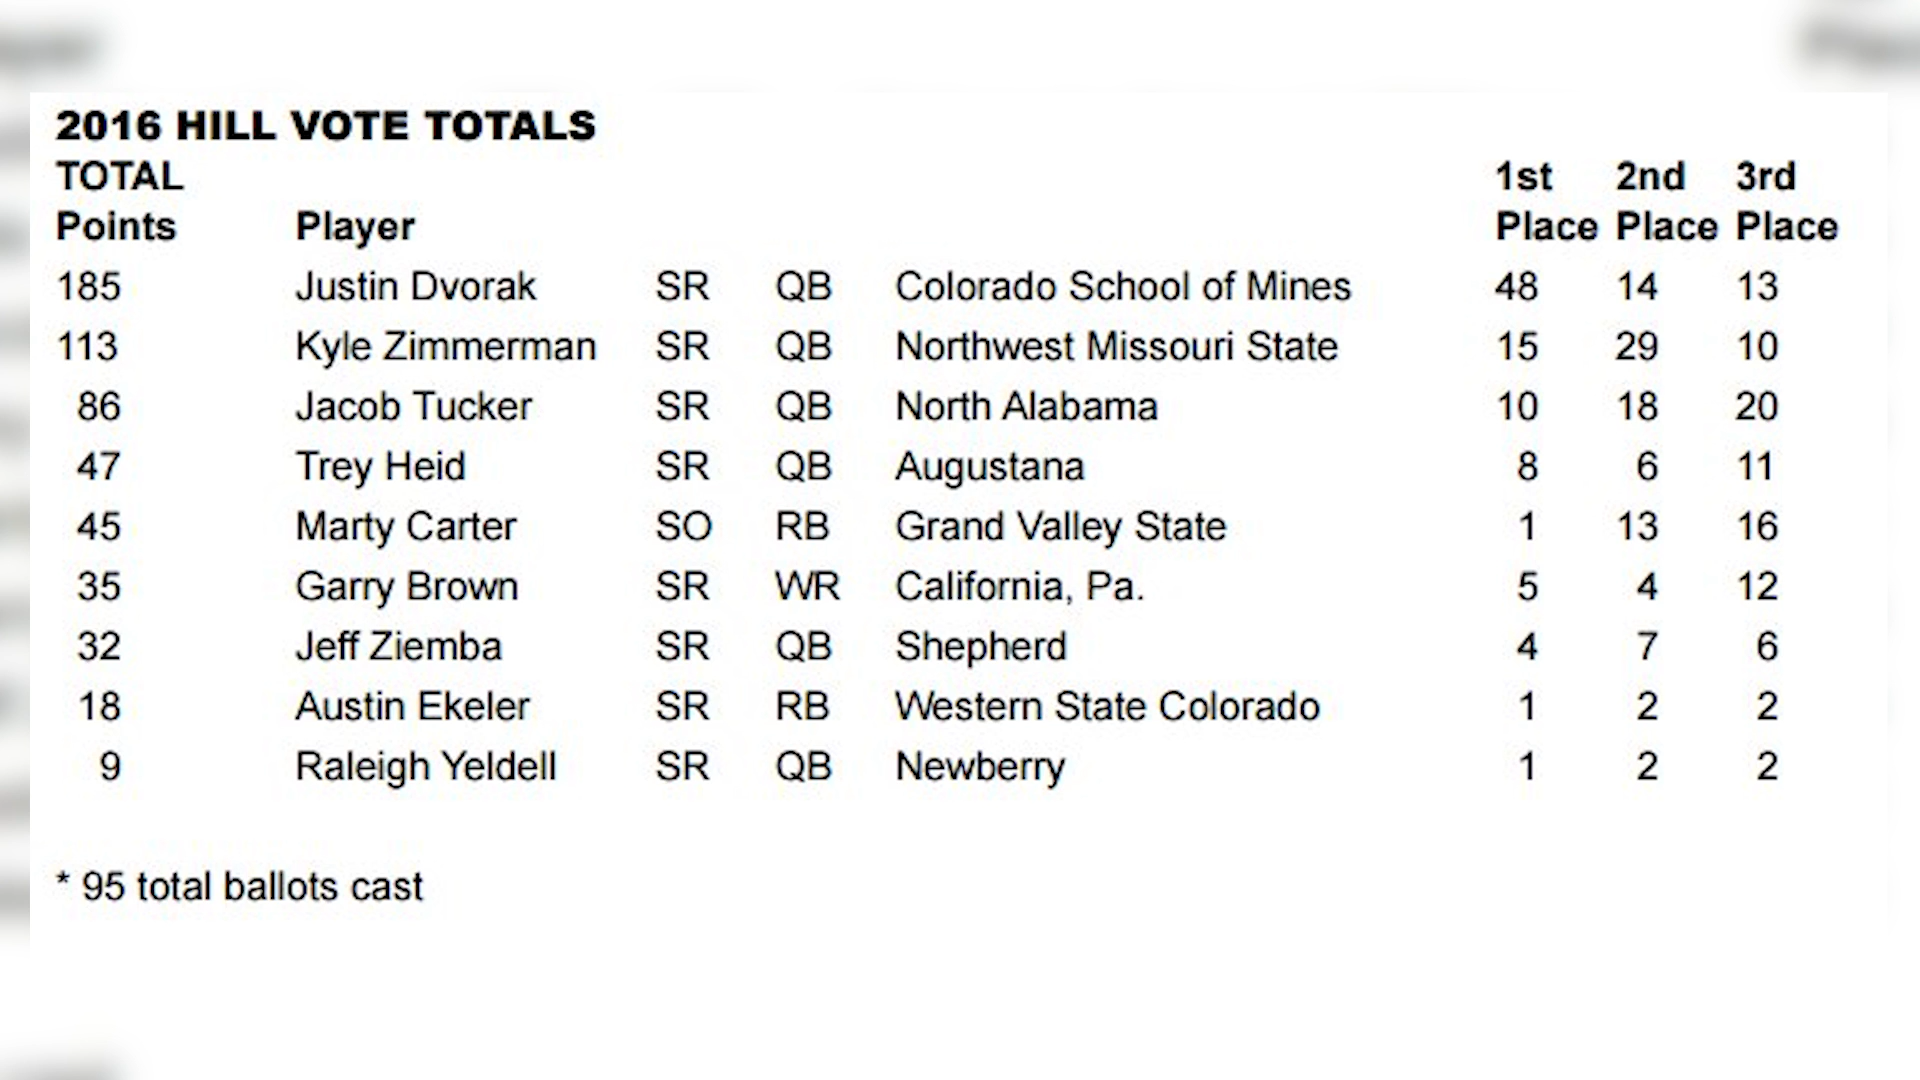 2016 HILL VOTE TOTALS
TOTAL 1st 2nd 3rd
Points Player Place Place Place
185 Justin Dvorak SR QB Colorado School of Mines 48 14 13
113 Kyle Zimmerman SR QB Northwest Missouri State 15 29 10
86 Jacob Tucker SR QB North Alabama 10 18 20
47 Trey Heid SR QB Augustana 8 6 11
45 Marty Carter SO RB Grand Valley State 1 13 16
35 Garry Brown SR WR California, Pa. 5 4 12
32 Jeff Ziemba SR QB Shepherd 4 7 6
18 Austin Ekeler SR RB Western State Colorado 1 2 2
9 Raleigh Yeldell SR QB Newberry 1 2 2
* 95 total ballots cast